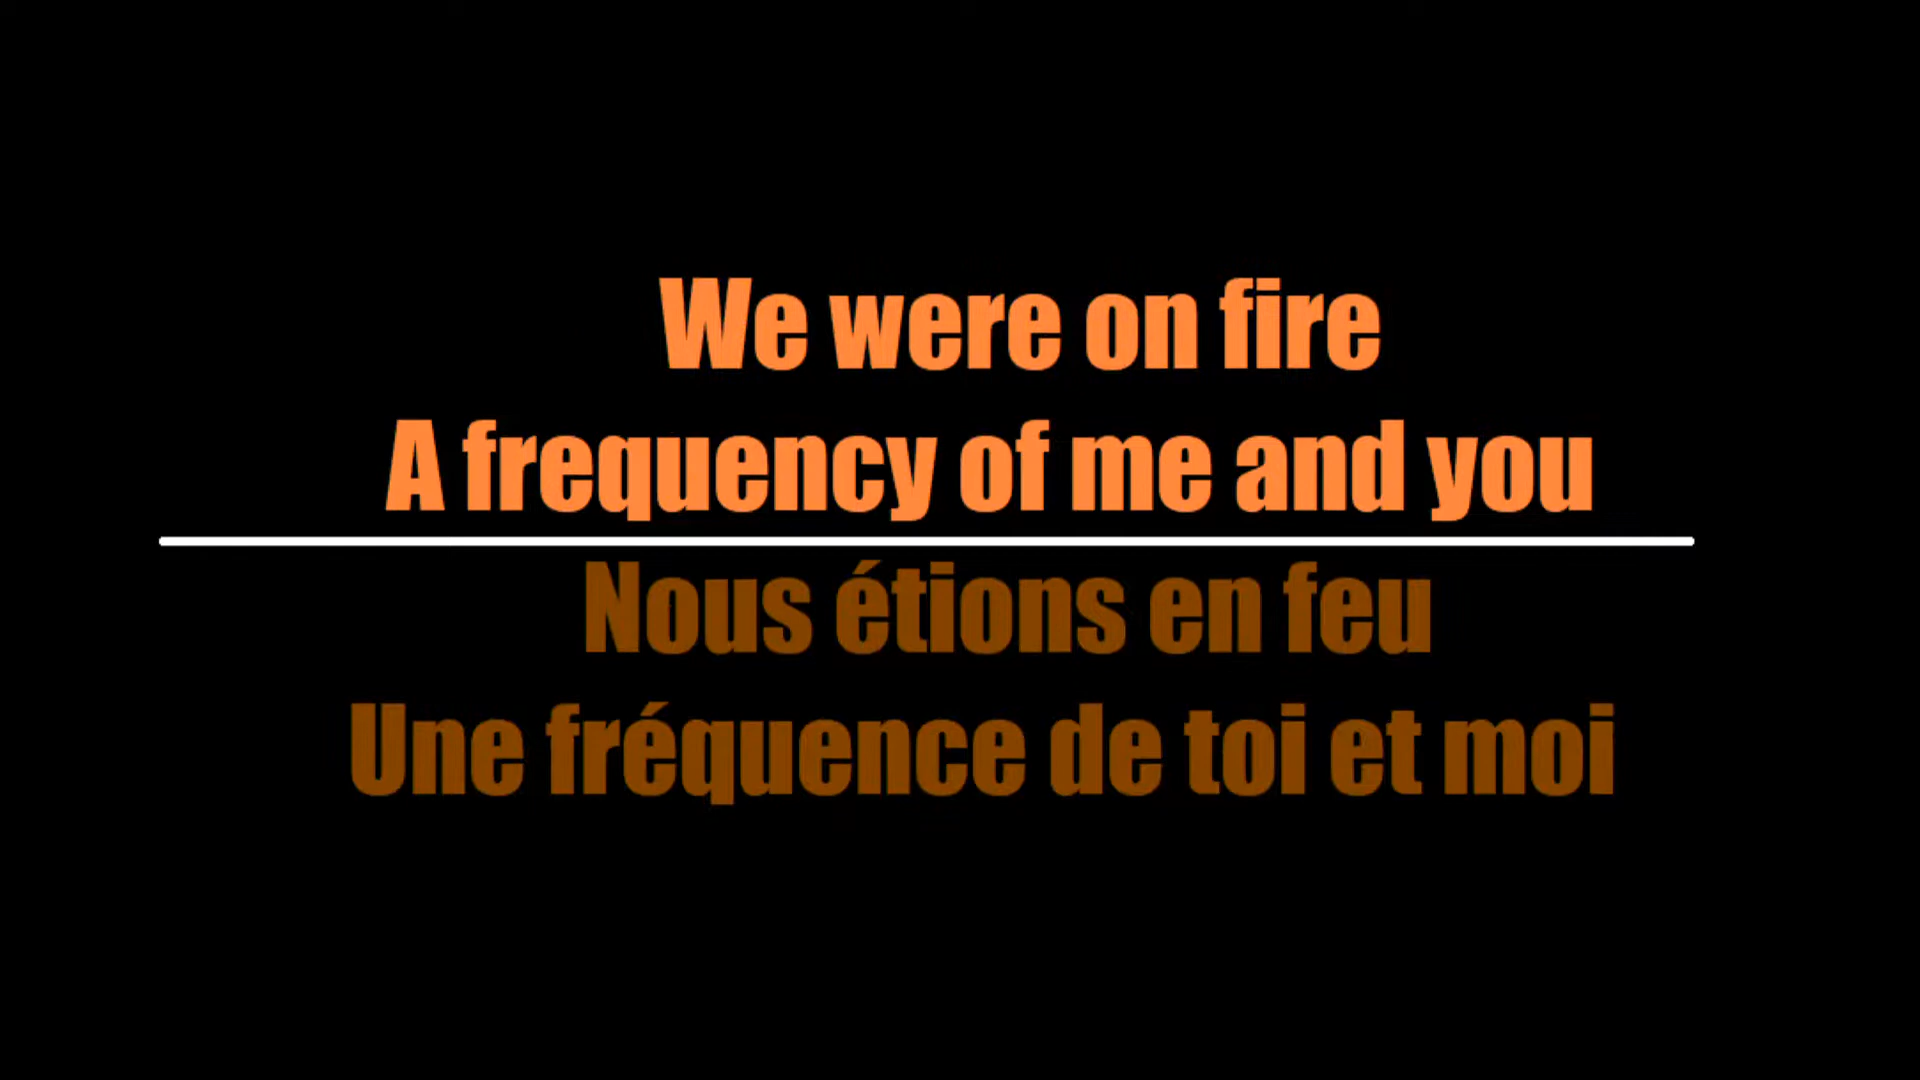 We were on fire
A frequency of me and you
Nous étions en feu
Une fréquence de toi et moi